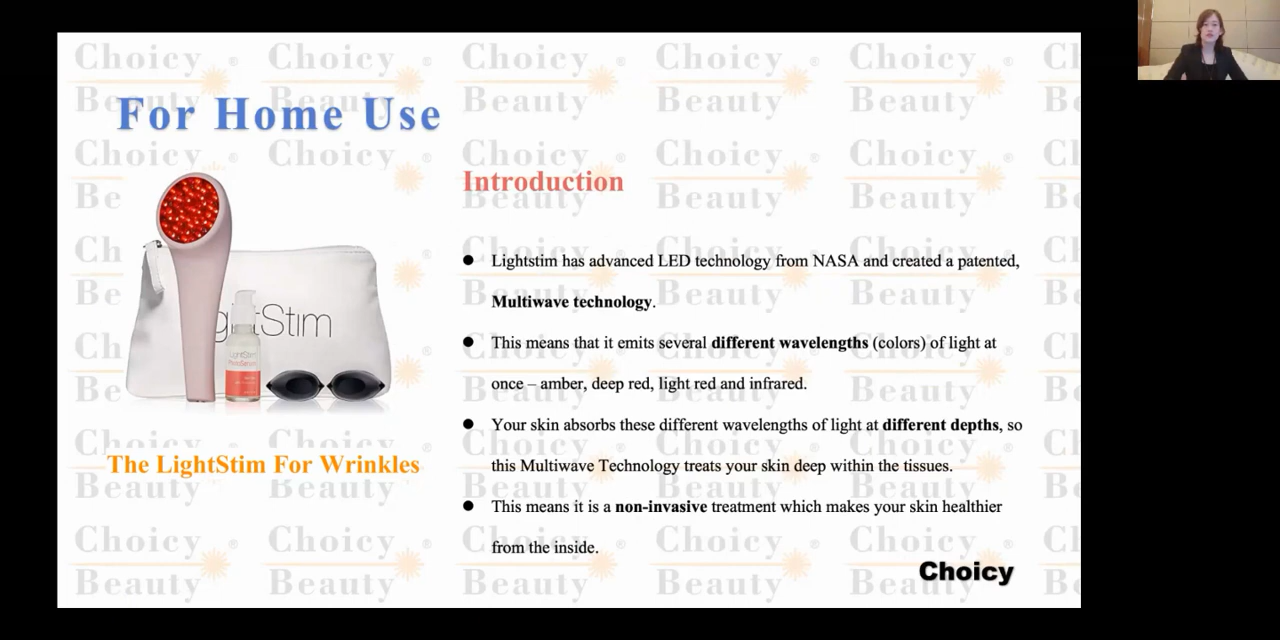 For Home Use
Introduction
● Lightstim has advanced LED technology from NASA and created a patented,
Multiwave technology.
● This means that it emits several different wavelengths (colors) of light at
once – amber, deep red, light red and infrared.
● Your skin absorbs these different wavelengths of light at different depths, so
this Multiwave Technology treats your skin deep within the tissues.
● This means it is a non-invasive treatment which makes your skin healthier
from the inside.
The LightStim For Wrinkles
Choicy
Choicy ®
Beauty